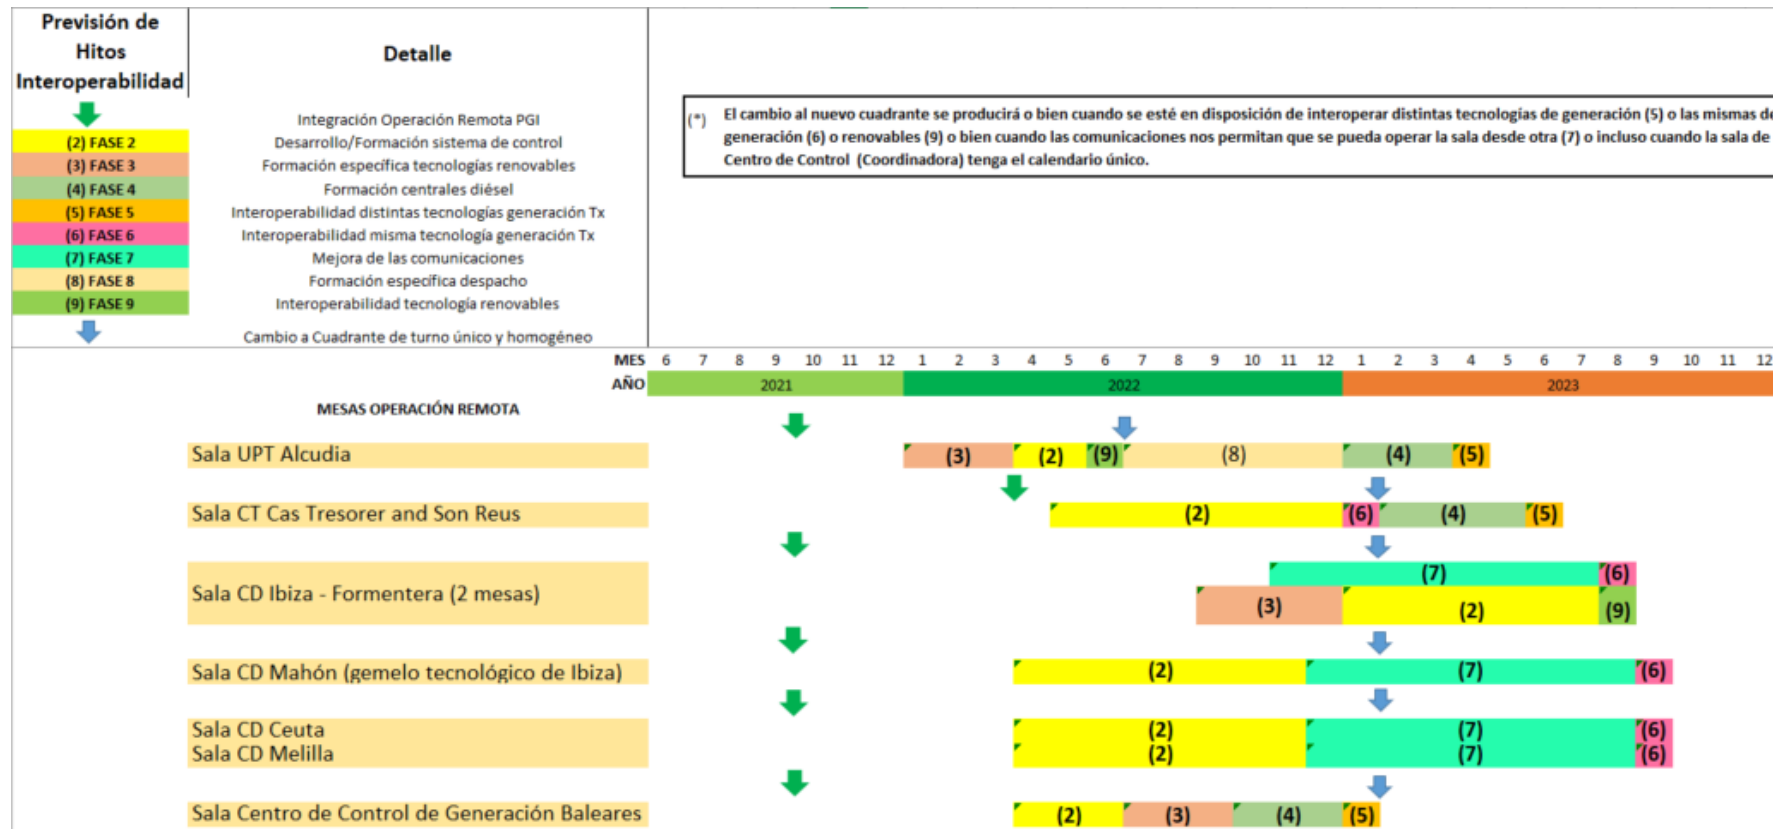 Previsión de
Hitos
Interoperabilidad
Detalle
Integración Operación Remota PGI
(2) FASE 2 Desarrollo/Formación sistema de control
(3) FASE 3 Formación específica tecnologías renovables
(4) FASE 4 Formación centrales diésel
(5) FASE 5 Interoperabilidad distintas tecnologías generación Tx
(6) FASE 6 Interoperabilidad misma tecnología generación Tx
(7) FASE 7 Mejora de las comunicaciones
(8) FASE 8 Formación específica despacho
(9) FASE 9 Interoperabilidad tecnología renovables
Cambio a Cuadrante de turno único y homogéneo
(*) El cambio al nuevo cuadrante se producirá o bien cuando se esté en disposición de interoperar distintas tecnologías de generación (5) o las mismas de
generación (6) o renovables (9) o bien cuando las comunicaciones nos permitan que se pueda operar la sala desde otra (7) o incluso cuando la sala de
Centro de Control (Coordinadora) tenga el calendario único.
MES 6 7 8 9 10 11 12 1 2 3 4 5 6 7 8 9 10 11 12 1 2 3 4 5 6 7 8 9 10 11 12
AÑO 2021 2022 2023
MESAS OPERACIÓN REMOTA
Sala UPT Alcudia (3) (2) (9) (8) (4) (5)
Sala CT Cas Tresorer and Son Reus (2) (6) (4) (5)
(7) (6)
Sala CD Ibiza - Formentera (2 mesas)
(3) (2) (9)
Sala CD Mahón (gemelo tecnológico de Ibiza) (2) (7) (6)
Sala CD Ceuta (2) (7) (6)
Sala CD Melilla (2) (7) (6)
Sala Centro de Control de Generación Baleares (2) (3) (4) (5)